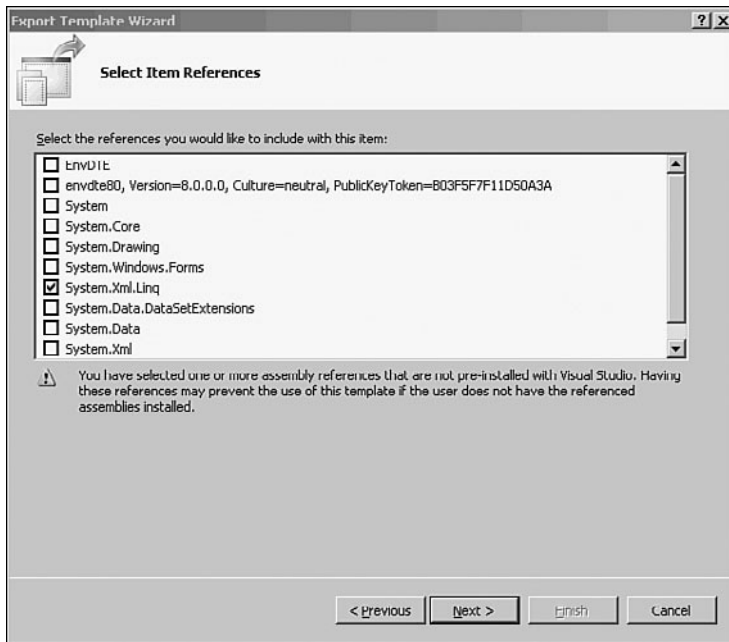 Export Template Wizard
Select Item References
Select the references you would like to include with this item:
EnvDTE
envdte80, Version=8.0.0.0, Culture=neutral, PublicKeyToken=B03F5F7F11D50A3A
System
System.Core
System.Drawing
System.Windows.Forms
System.Xml.Linq
System.Data.DataSetExtensions
System.Data
System.Xml
You have selected one or more assembly references that are not pre-installed with Visual Studio. Having
these references may prevent the use of this template if the user does not have the referenced
assemblies installed.
< Previous Next > Finish Cancel